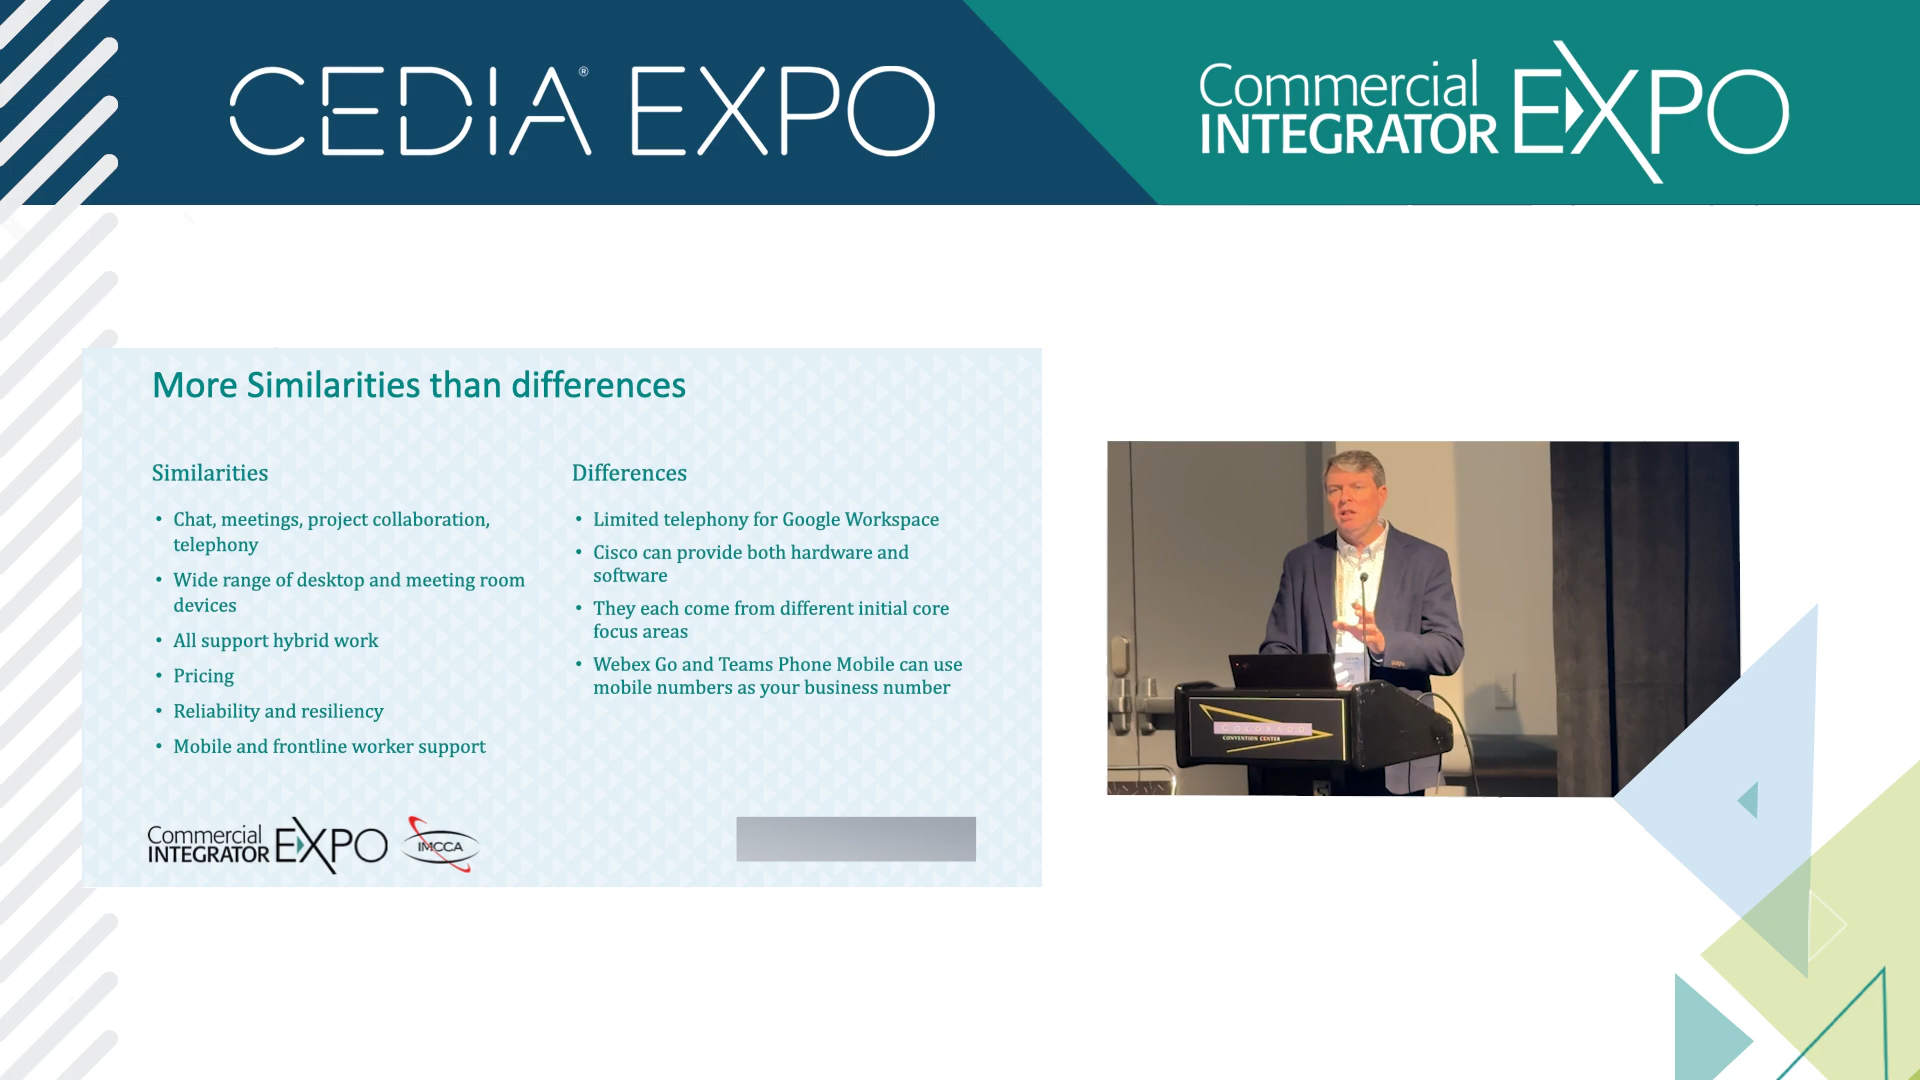 CEDIA® EXPO
Commercial
INTEGRATOR EXPO
More Similarities than differences
Similarities
• Chat, meetings, project collaboration,
telephony
• Wide range of desktop and meeting room
devices
• All support hybrid work
• Pricing
• Reliability and resiliency
• Mobile and frontline worker support
Differences
• Limited telephony for Google Workspace
• Cisco can provide both hardware and
software
• They each come from different initial core
focus areas
• Webex Go and Teams Phone Mobile can use
mobile numbers as your business number
Commercial
INTEGRATOR EXPO
IMCCA
COLORADO
CONVENTION CENTER